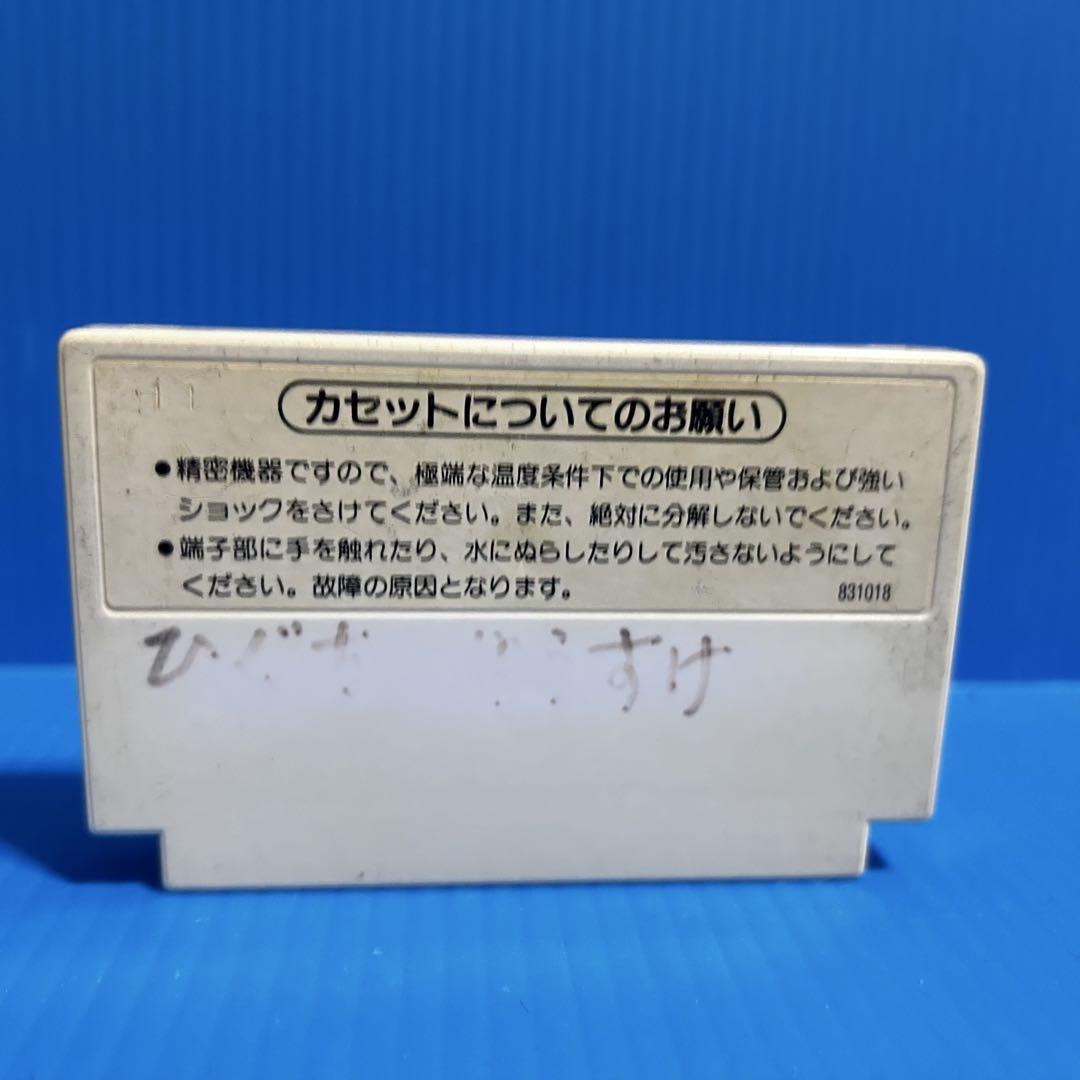 カセットについてのお願い
●精密機器ですので、極端な温度条件下での使用や保管および強い
ショックをさけてください。また、絶対に分解しないでください。
●端子部に手を触れたり、水にぬらしたりして汚さないようにして
ください。故障の原因となります。
831018
ひぐ すけ